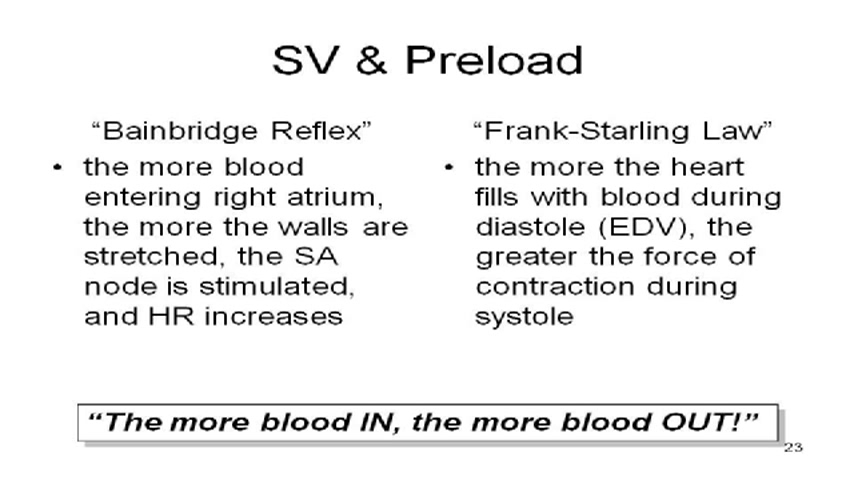 SV & Preload
“Bainbridge Reflex”
• the more blood
entering right atrium,
the more the walls are
stretched, the SA
node is stimulated,
and HR increases
“Frank-Starling Law”
• the more the heart
fills with blood during
diastole (EDV), the
greater the force of
contraction during
systole
“The more blood IN, the more blood OUT!”
23